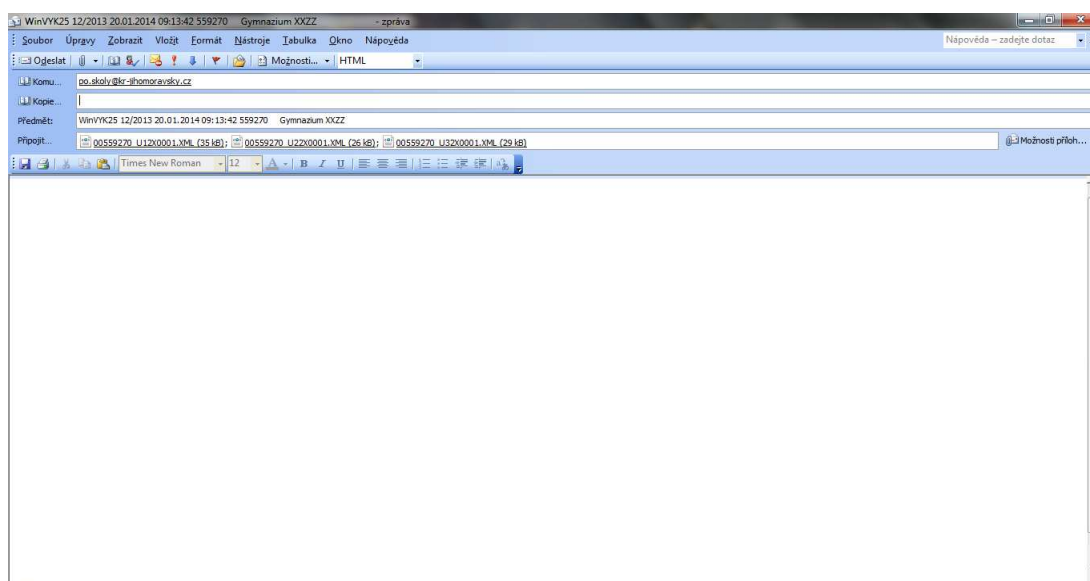 WinVYK25 12/2013 20.01.2014 09:13:42 559270 Gymnazium XXZZ - zpráva
Soubor Úpravy Zobrazit Vložit Formát Nástroje Tabulka Okno Nápověda Nápověda – zadejte dotaz
Odeslat Možnosti... HTML
Komu... po.skoly@kr-jihomoravsky.cz
Kopie...
Předmět: WinVYK25 12/2013 20.01.2014 09:13:42 559270 Gymnazium XXZZ
Připojit... 00559270_U12X0001.XML (35 kB); 00559270_U22X0001.XML (26 kB); 00559270_U32X0001.XML (29 kB) Možnosti příloh...
Times New Roman 12 A B I U